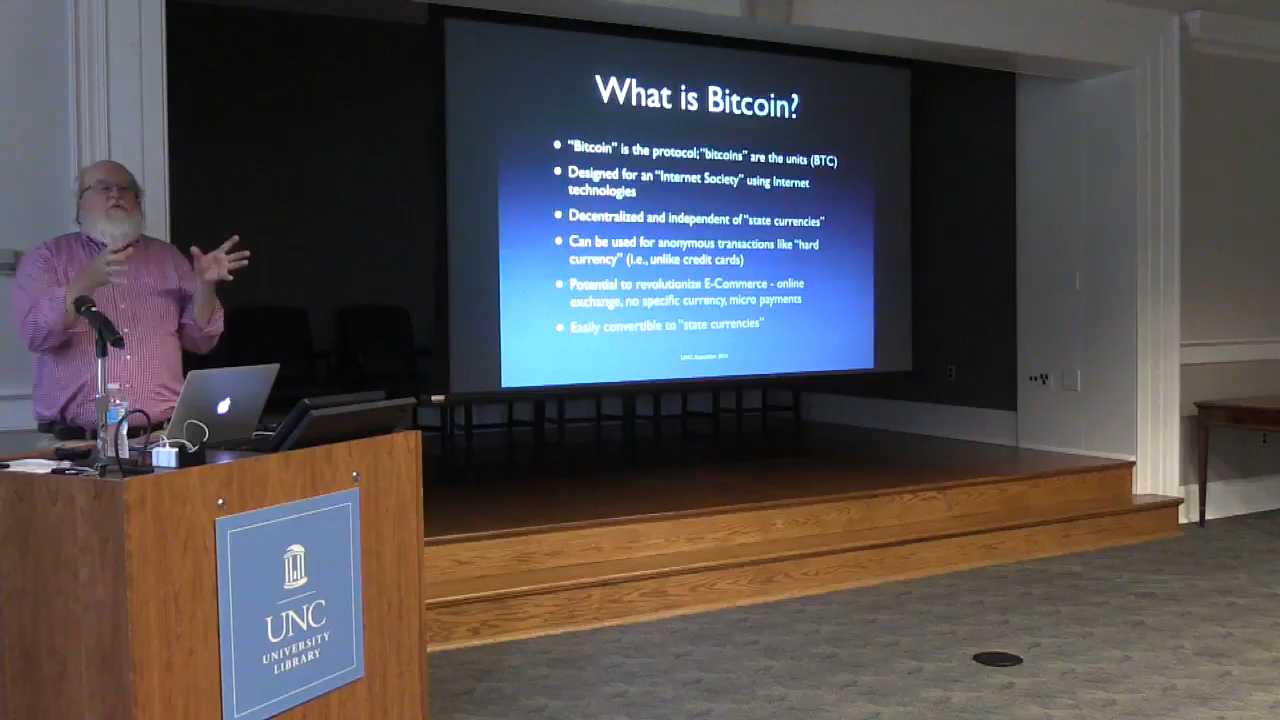 What is Bitcoin?
• "Bitcoin" is the protocol; "bitcoins" are the units (BTC)
• Designed for an "Internet Society" using Internet
technologies
• Decentralized and independent of "state currencies"
• Can be used for anonymous transactions like "hard
currency" (i.e., unlike credit cards)
• Potential to revolutionize E-Commerce - online
exchange, no specific currency, micro payments
• Easily convertible to "state currencies"
UNC, September
UNC
UNIVERSITY
LIBRARY